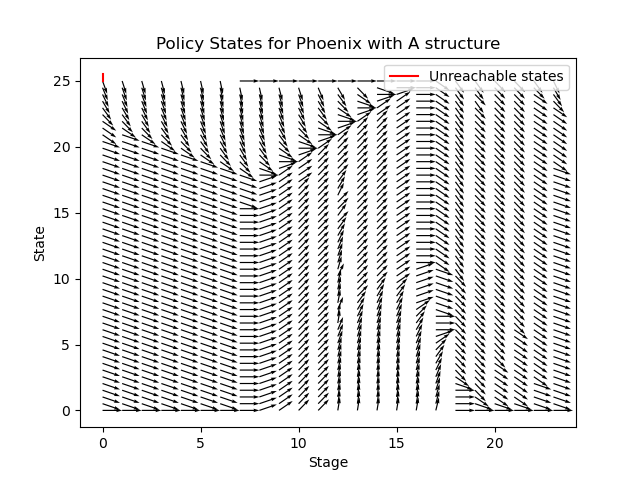 Policy States for Phoenix with A structure
Unreachable states
25
20
15
10
5
0
State
0 5 10 15 20
Stage